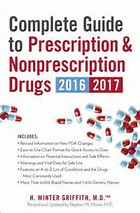 Complete Guide to
Prescription &
Nonprescription
Drugs 2016 2017
INCLUDES:
• Revised Information on New FDA Changes
• Easy-to-Use Chart Format for Quick Access to Data
• Information on Potential Interactions and Side Effects
• Warnings and Vital Data for Safe Use
• Features an A-to-Z List of Conditions and the Drugs
Most Commonly Used
• More Than 6,000 Brand Names and 1,000 Generic Names
H. WINTER GRIFFITH, M.D.™
Revised and Updated by Stephen W. Moore, M.D.